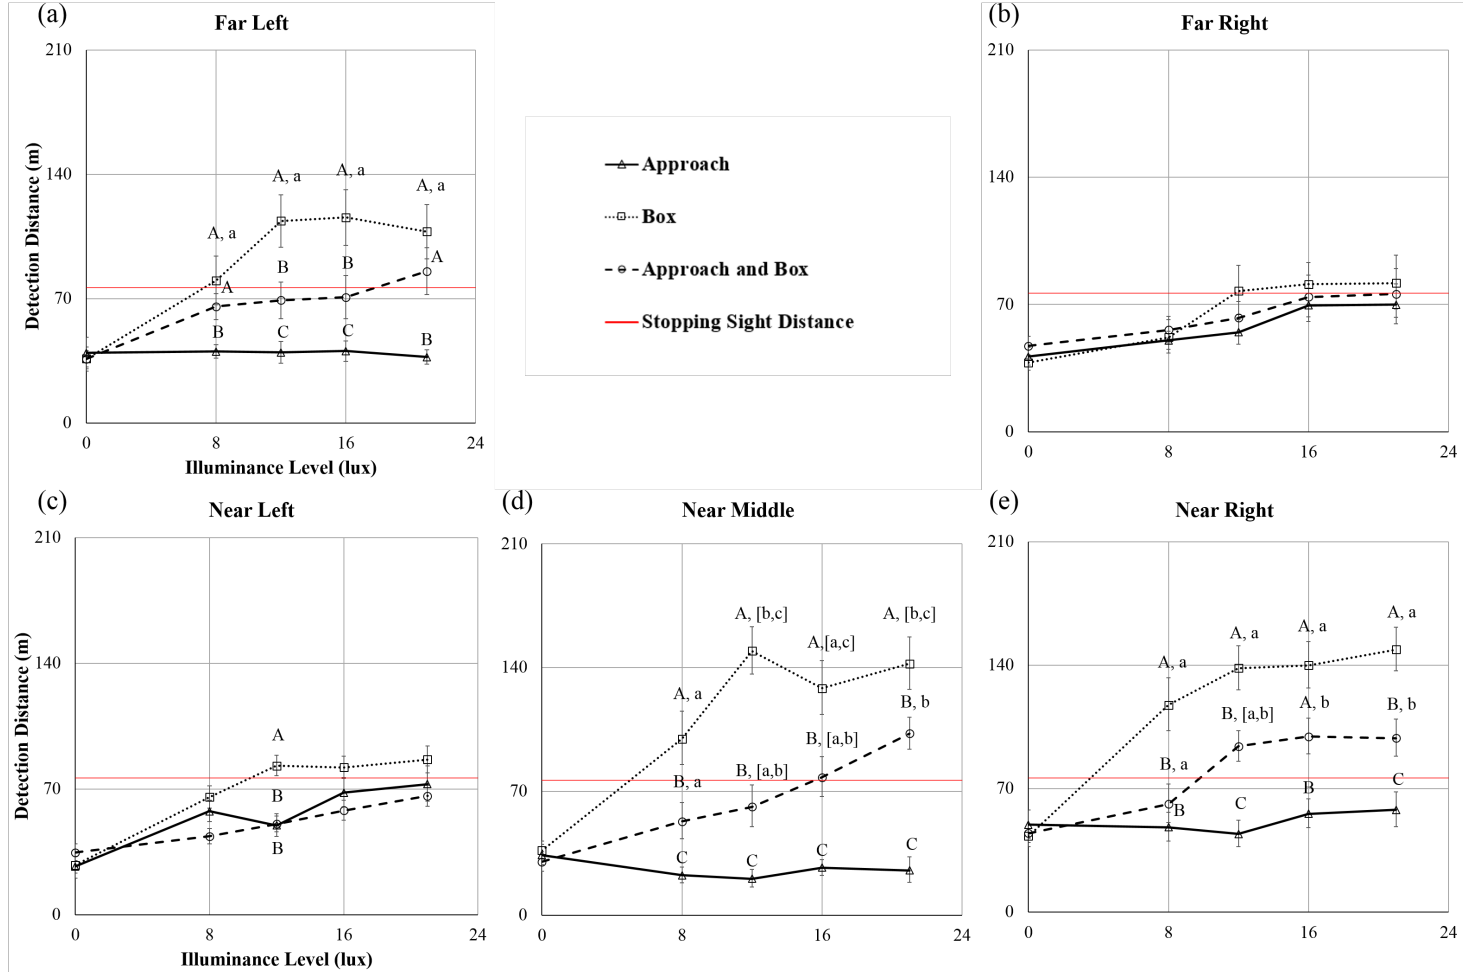 (a)
Far Left
210
140
70
0
Detection Distance (m)
A, a
A, a
A, a
A, a
A
B
B
A
B
C
C
B
0
8
16
24
Illuminance Level (lux)
Approach
Box
Approach and Box
Stopping Sight Distance
(b)
Far Right
210
140
70
0
0
8
16
24
(c)
Near Left
210
140
70
0
Detection Distance (m)
A
B
B
0
8
16
24
Illuminance Level (lux)
(d)
Near Middle
210
140
70
0
A, a
A, [b,c]
A,[a,c]
A, [b,c]
B, a
B, [a,b]
B, [a,b]
B, b
C
C
C
C
0
8
16
24
(e)
Near Right
210
140
70
0
A, a
A, a
A, a
A, a
B, a
B, [a,b]
A, b
B, b
B
C
B
C
0
8
16
24